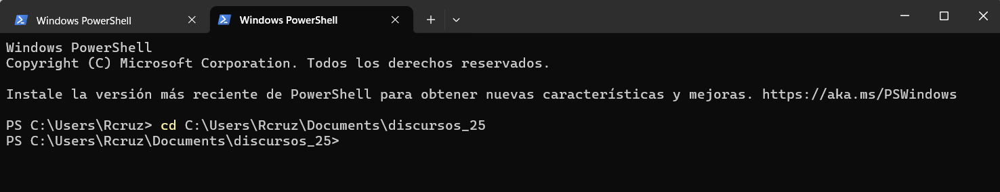 Windows PowerShell
Windows PowerShell
Windows PowerShell
Copyright (C) Microsoft Corporation. Todos los derechos reservados.
Instale la versión más reciente de PowerShell para obtener nuevas características y mejoras. https://aka.ms/PSWindows
PS C:\Users\Rcruz> cd C:\Users\Rcruz\Documents\discursos_25
PS C:\Users\Rcruz\Documents\discursos_25>